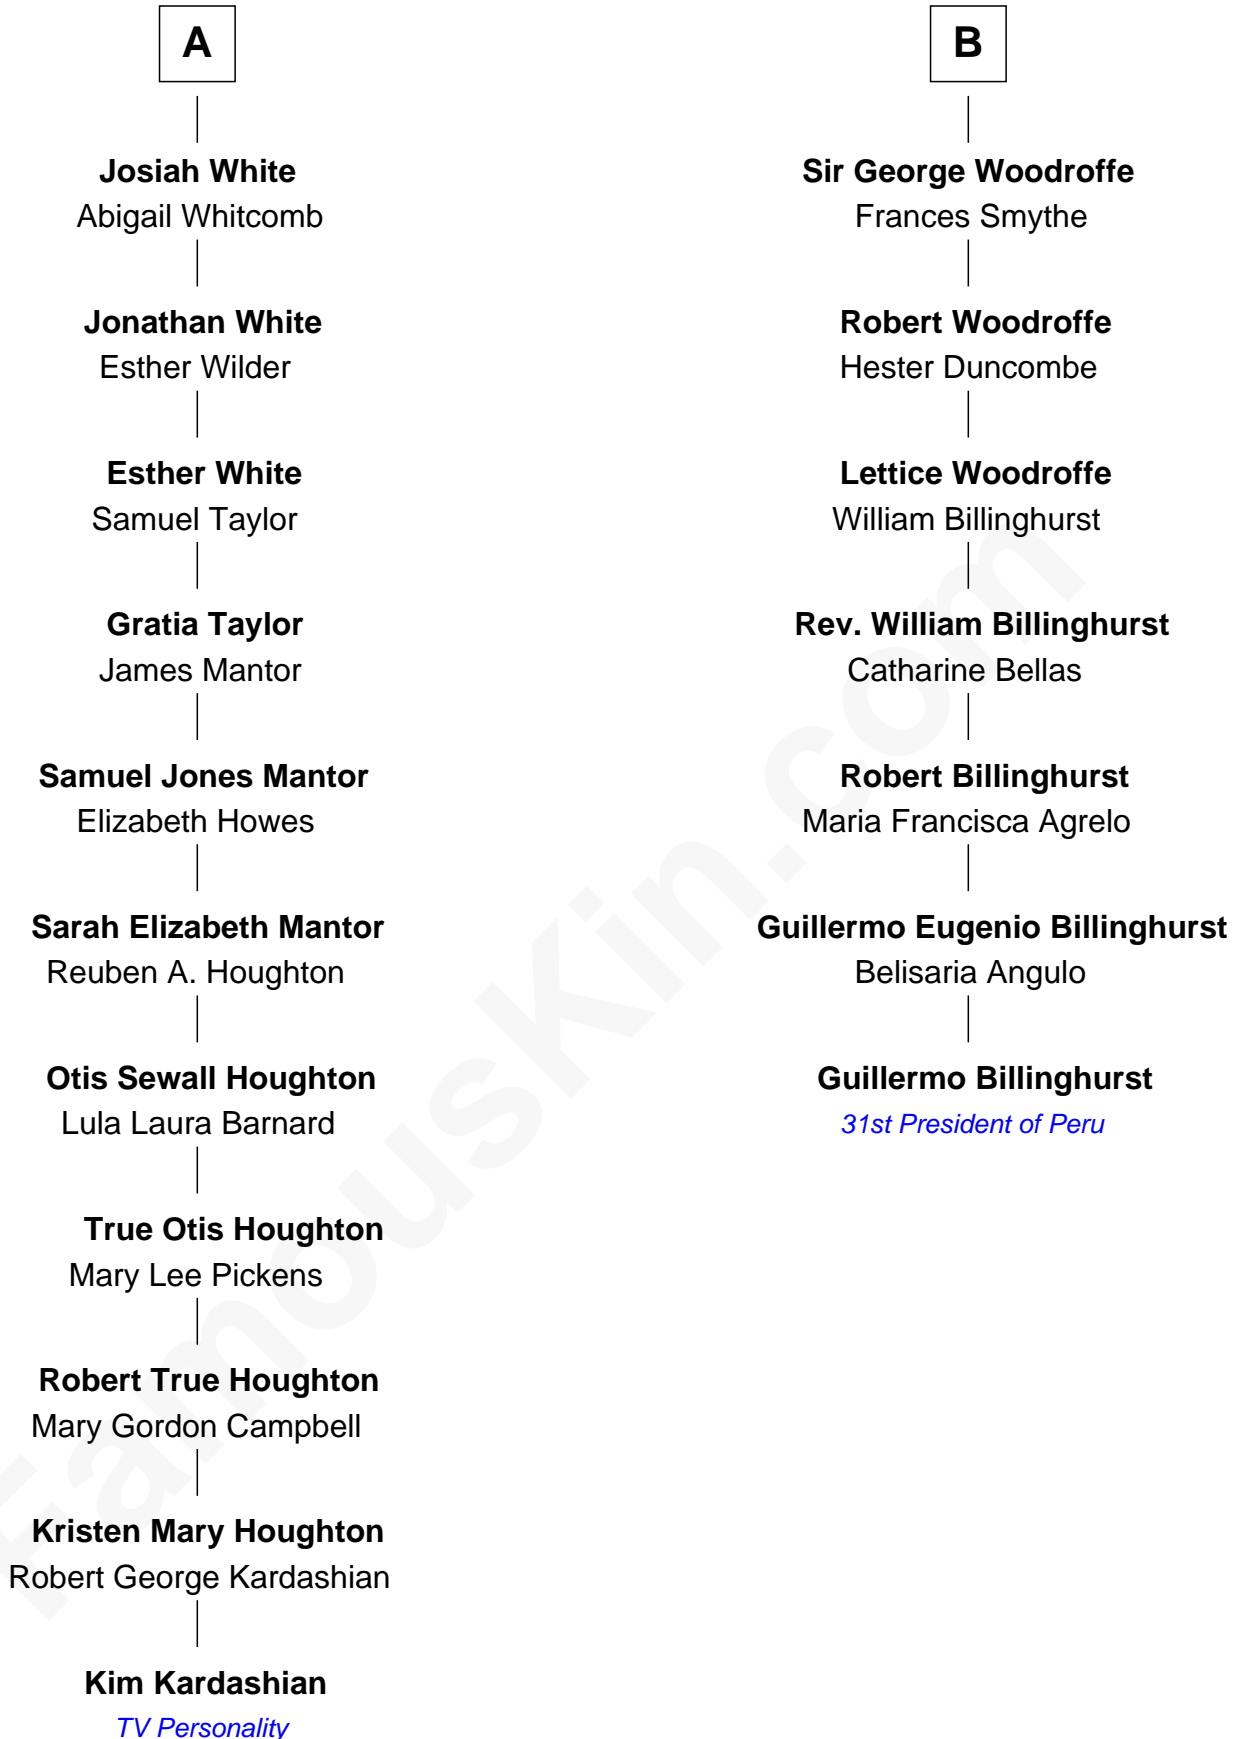 A
Josiah White
Abigail Whitcomb
Jonathan White
Esther Wilder
Esther White
Samuel Taylor
Gratia Taylor
James Mantor
Samuel Jones Mantor
Elizabeth Howes
Sarah Elizabeth Mantor
Reuben A. Houghton
Otis Sewall Houghton
Lula Laura Barnard
True Otis Houghton
Mary Lee Pickens
Robert True Houghton
Mary Gordon Campbell
Kristen Mary Houghton
Robert George Kardashian
Kim Kardashian
TV Personality
B
Sir George Woodroffe
Frances Smythe
Robert Woodroffe
Hester Duncombe
Lettice Woodroffe
William Billinghurst
Rev. William Billinghurst
Catharine Bellas
Robert Billinghurst
Maria Francisca Agrelo
Guillermo Eugenio Billinghurst
Belisaria Angulo
Guillermo Billinghurst
31st President of Peru
FamousKin.com